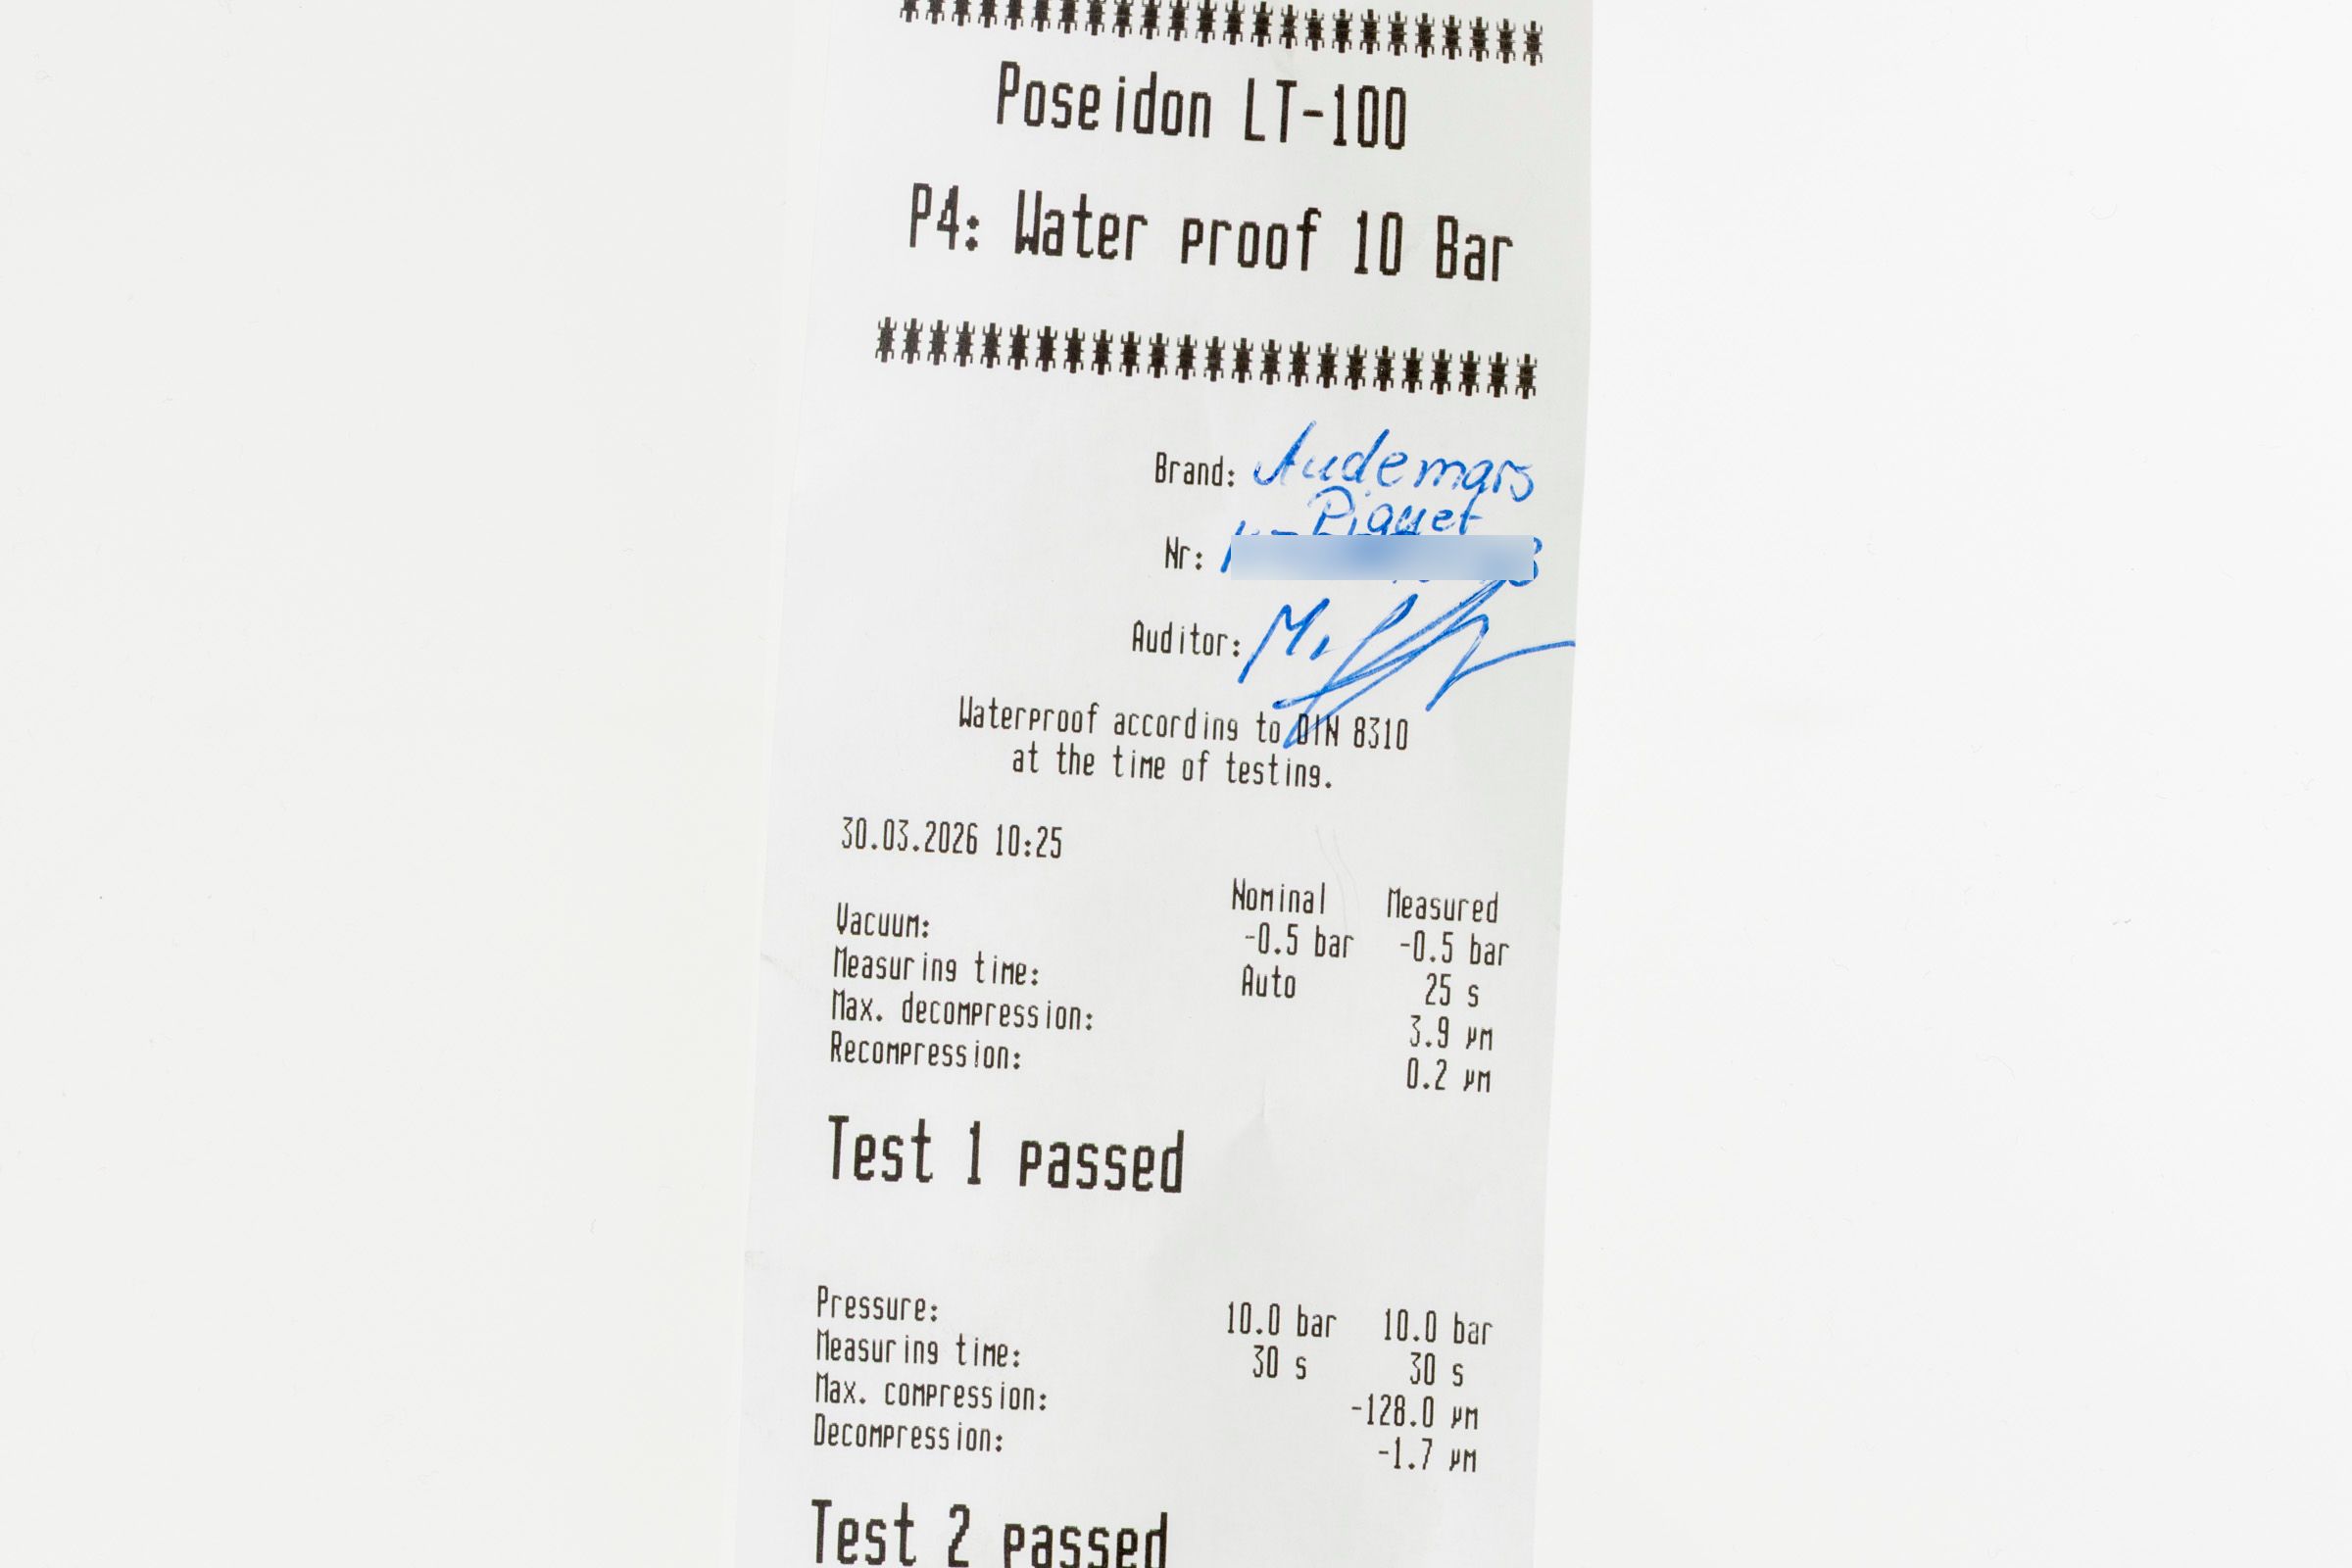 Poseidon LT-100
P4: Water proof 10 Bar
Brand: Audemars
Piguet
Nr:
Auditor: M.
Waterproof according to DIN 8310
at the time of testing.
30.03.2026 10:25
Nominal Measured
Vacuum: -0.5 bar -0.5 bar
Measuring time: Auto 25 s
Max. decompression: 3.9 µm
Recompression: 0.2 µm
Test 1 passed
Pressure: 10.0 bar 10.0 bar
Measuring time: 30 s 30 s
Max. compression: -128.0 µm
Decompression: -1.7 µm
Test 2 passed